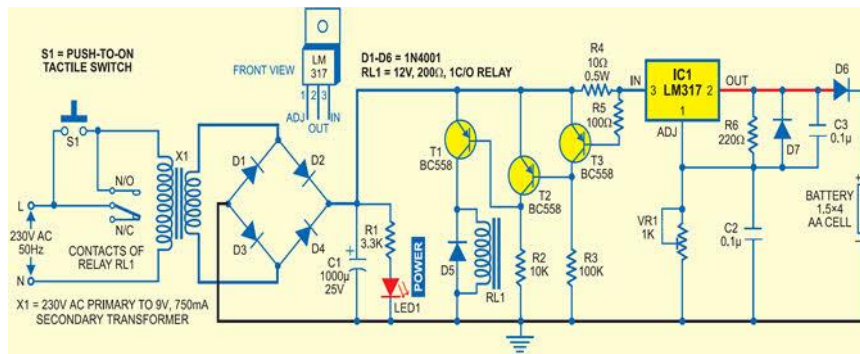 S1 = PUSH-TO-ON
TACTILE SWITCH
FRONT VIEW
LM
317
1 2 3
ADJ
IN
OUT
D1-D6 = 1N4001
RL1 = 12V, 200Ω, 1C/O RELAY
R4
10Ω
0.5W
IN
IC1
3 LM317 2
1
OUT
D6
ADJ
R5
100Ω
S1
X1
D1
D2
T1
BC558
T3
BC558
T2
BC558
R6
220Ω
D7
C3
0.1µ
N/O
L
230V AC
50Hz
N/C
CONTACTS OF
RELAY RL1
N
D3
D4
R1
3.3K
C1
1000µ
25V
POWER
LED1
D5
RL1
R2
10K
R3
100K
VR1
1K
C2
0.1µ
BATTERY
1.5×4
AA CELL
X1 = 230V AC PRIMARY TO 9V, 750mA
SECONDARY TRANSFORMER